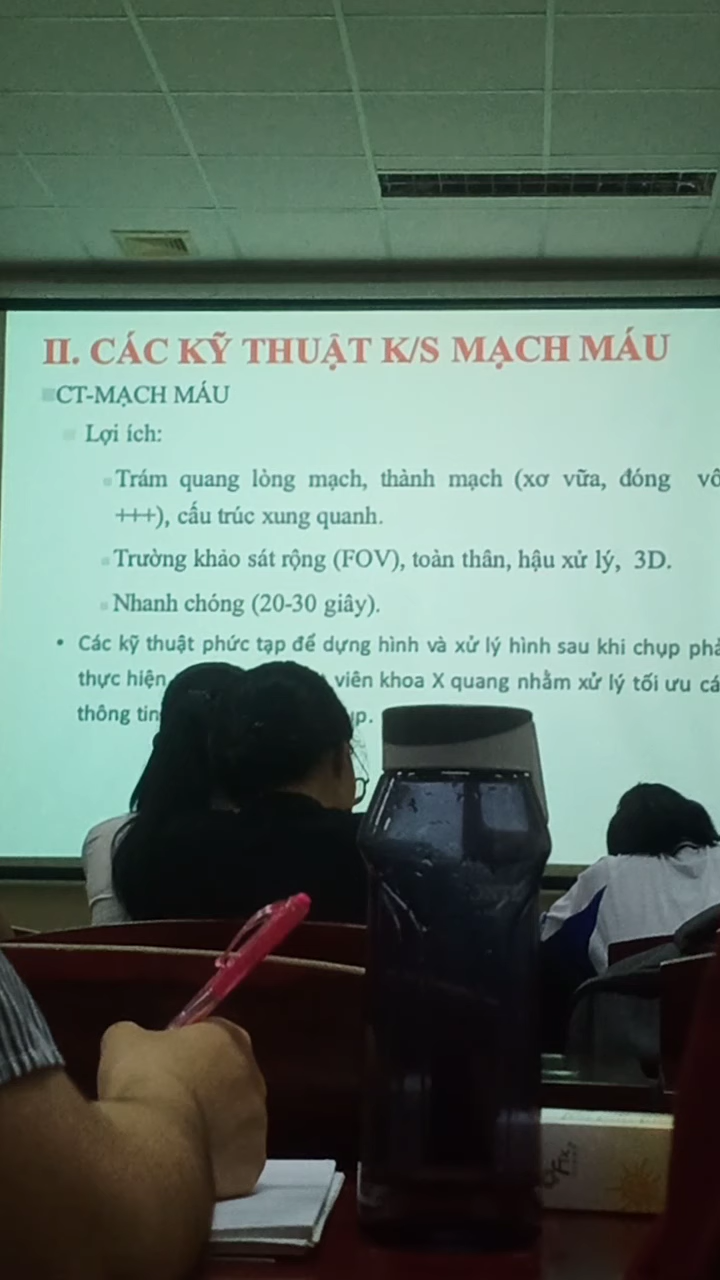 II. CÁC KỸ THUẬT K/S MẠCH MÁU
CT-MẠCH MÁU
Lợi ích:
Trám quang lòng mạch, thành mạch (xơ vữa, đóng vô
+++), cấu trúc xung quanh.
Trường khảo sát rộng (FOV), toàn thân, hậu xử lý, 3D.
Nhanh chóng (20-30 giây).
• Các kỹ thuật phức tạp để dựng hình và xử lý hình sau khi chụp
thực hiện viên khoa X quang nhằm xử lý tối ưu
thông